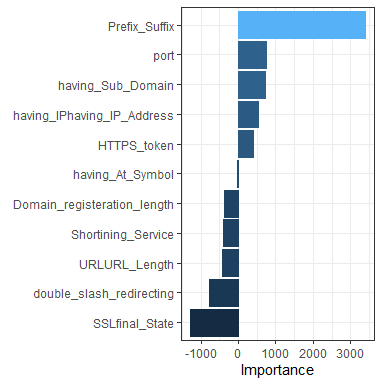 Prefix_Suffix
port
having_Sub_Domain
having_IPhaving_IP_Address
HTTPS_token
having_At_Symbol
Domain_registeration_length
Shortining_Service
URLURL_Length
double_slash_redirecting
SSLfinal_State
-1000 0 1000 2000 3000
Importance